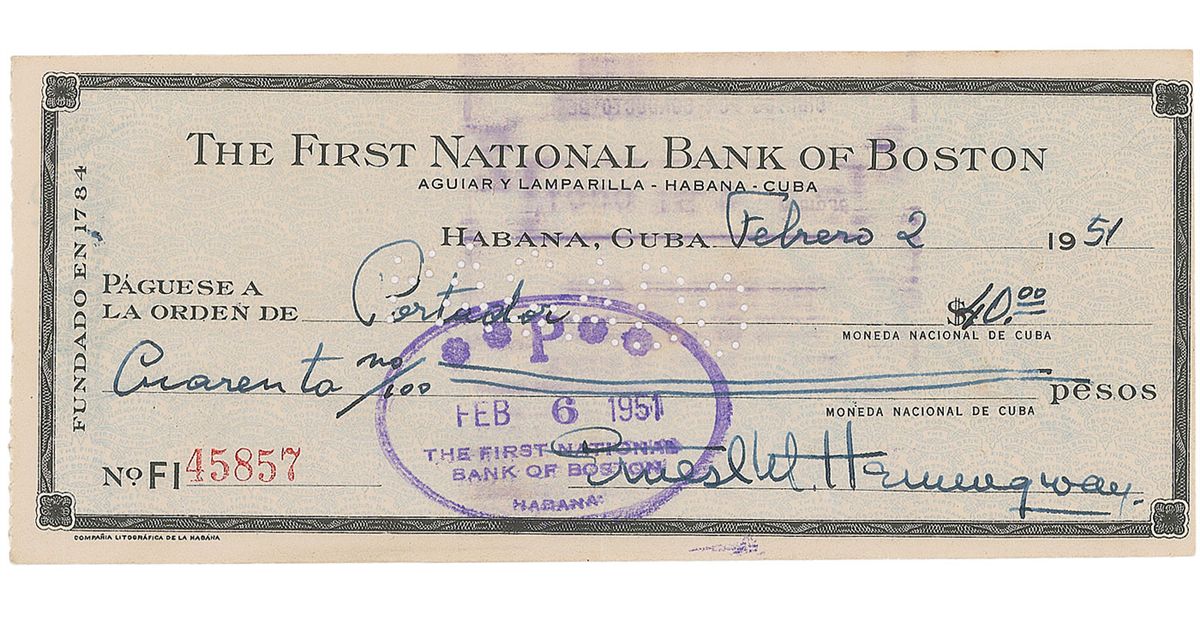 THE FIRST NATIONAL BANK OF BOSTON
AGUIAR Y LAMPARILLA - HABANA - CUBA
FUNDADO EN 1784
HABANA, CUBA Febrero 2 1951
PÁGUESE A
LA ORDEN DE Portador $40.00
MONEDA NACIONAL DE CUBA
Cuarenta no/100 pesos
MONEDA NACIONAL DE CUBA
P
FEB 6 1951
THE FIRST NATIONAL
BANK OF BOSTON
HABANA
Nº FI 45857
Ernest M. Hemingway.
COMPAÑIA LITOGRÁFICA DE LA HABANA